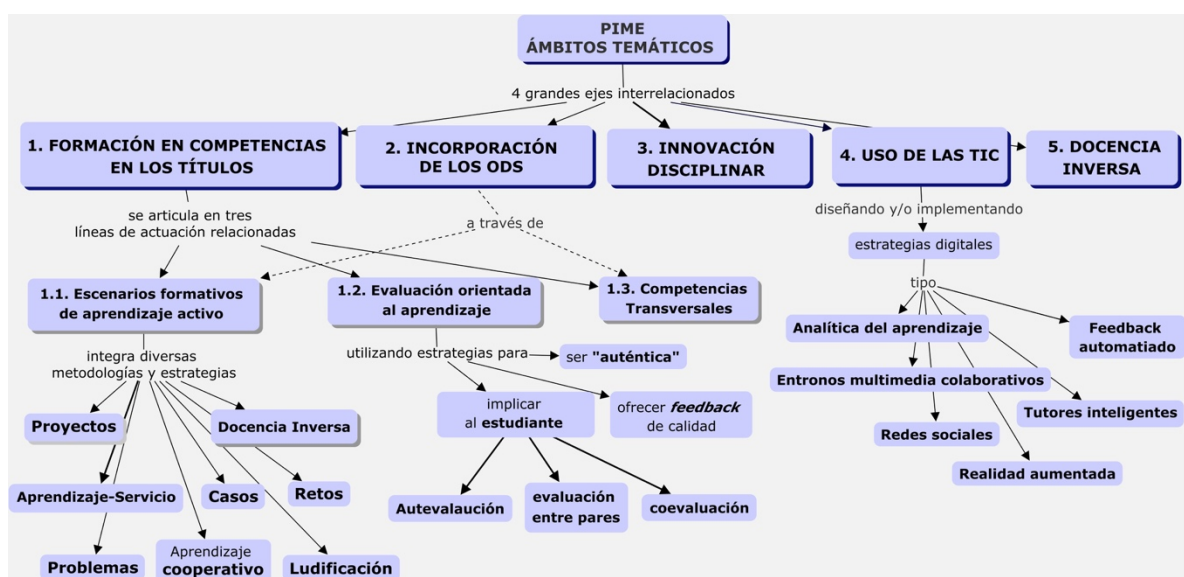 PIME
ÁMBITOS TEMÁTICOS
4 grandes ejes interrelacionados
1. FORMACIÓN EN COMPETENCIAS
EN LOS TÍTULOS
2. INCORPORACIÓN
DE LOS ODS
3. INNOVACIÓN
DISCIPLINAR
4. USO DE LAS TIC
5. DOCENCIA
INVERSA
se articula en tres
líneas de actuación relacionadas
a través de
diseñando y/o implementando
estrategias digitales
1.1. Escenarios formativos
de aprendizaje activo
1.2. Evaluación orientada
al aprendizaje
1.3. Competencias
Transversales
tipo
integra diversas
metodologías y estrategias
utilizando estrategias para
ser "auténtica"
Analítica del aprendizaje
Feedback
automatiado
Entronos multimedia colaborativos
implicar
al estudiante
ofrecer feedback
de calidad
Proyectos
Docencia Inversa
Tutores inteligentes
Redes sociales
Realidad aumentada
Aprendizaje-Servicio
Casos
Retos
Autevalaución
evaluación
entre pares
coevaluación
Problemas
Aprendizaje
cooperativo
Ludificación